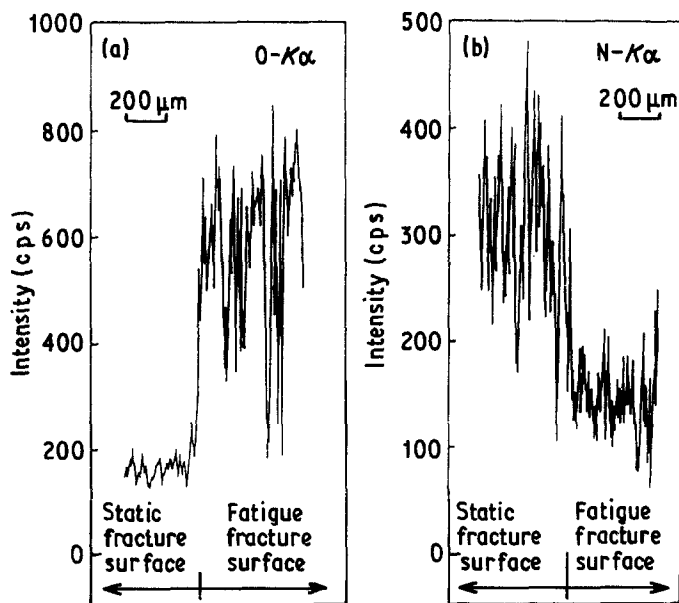 (a)
O-Kα
200 μm
Intensity (cps)
1000
800
600
400
200
0
Static fracture surface
Fatigue fracture surface
(b)
N-Kα
200 μm
Intensity (cps)
500
400
300
200
100
0
Static fracture surface
Fatigue fracture surface